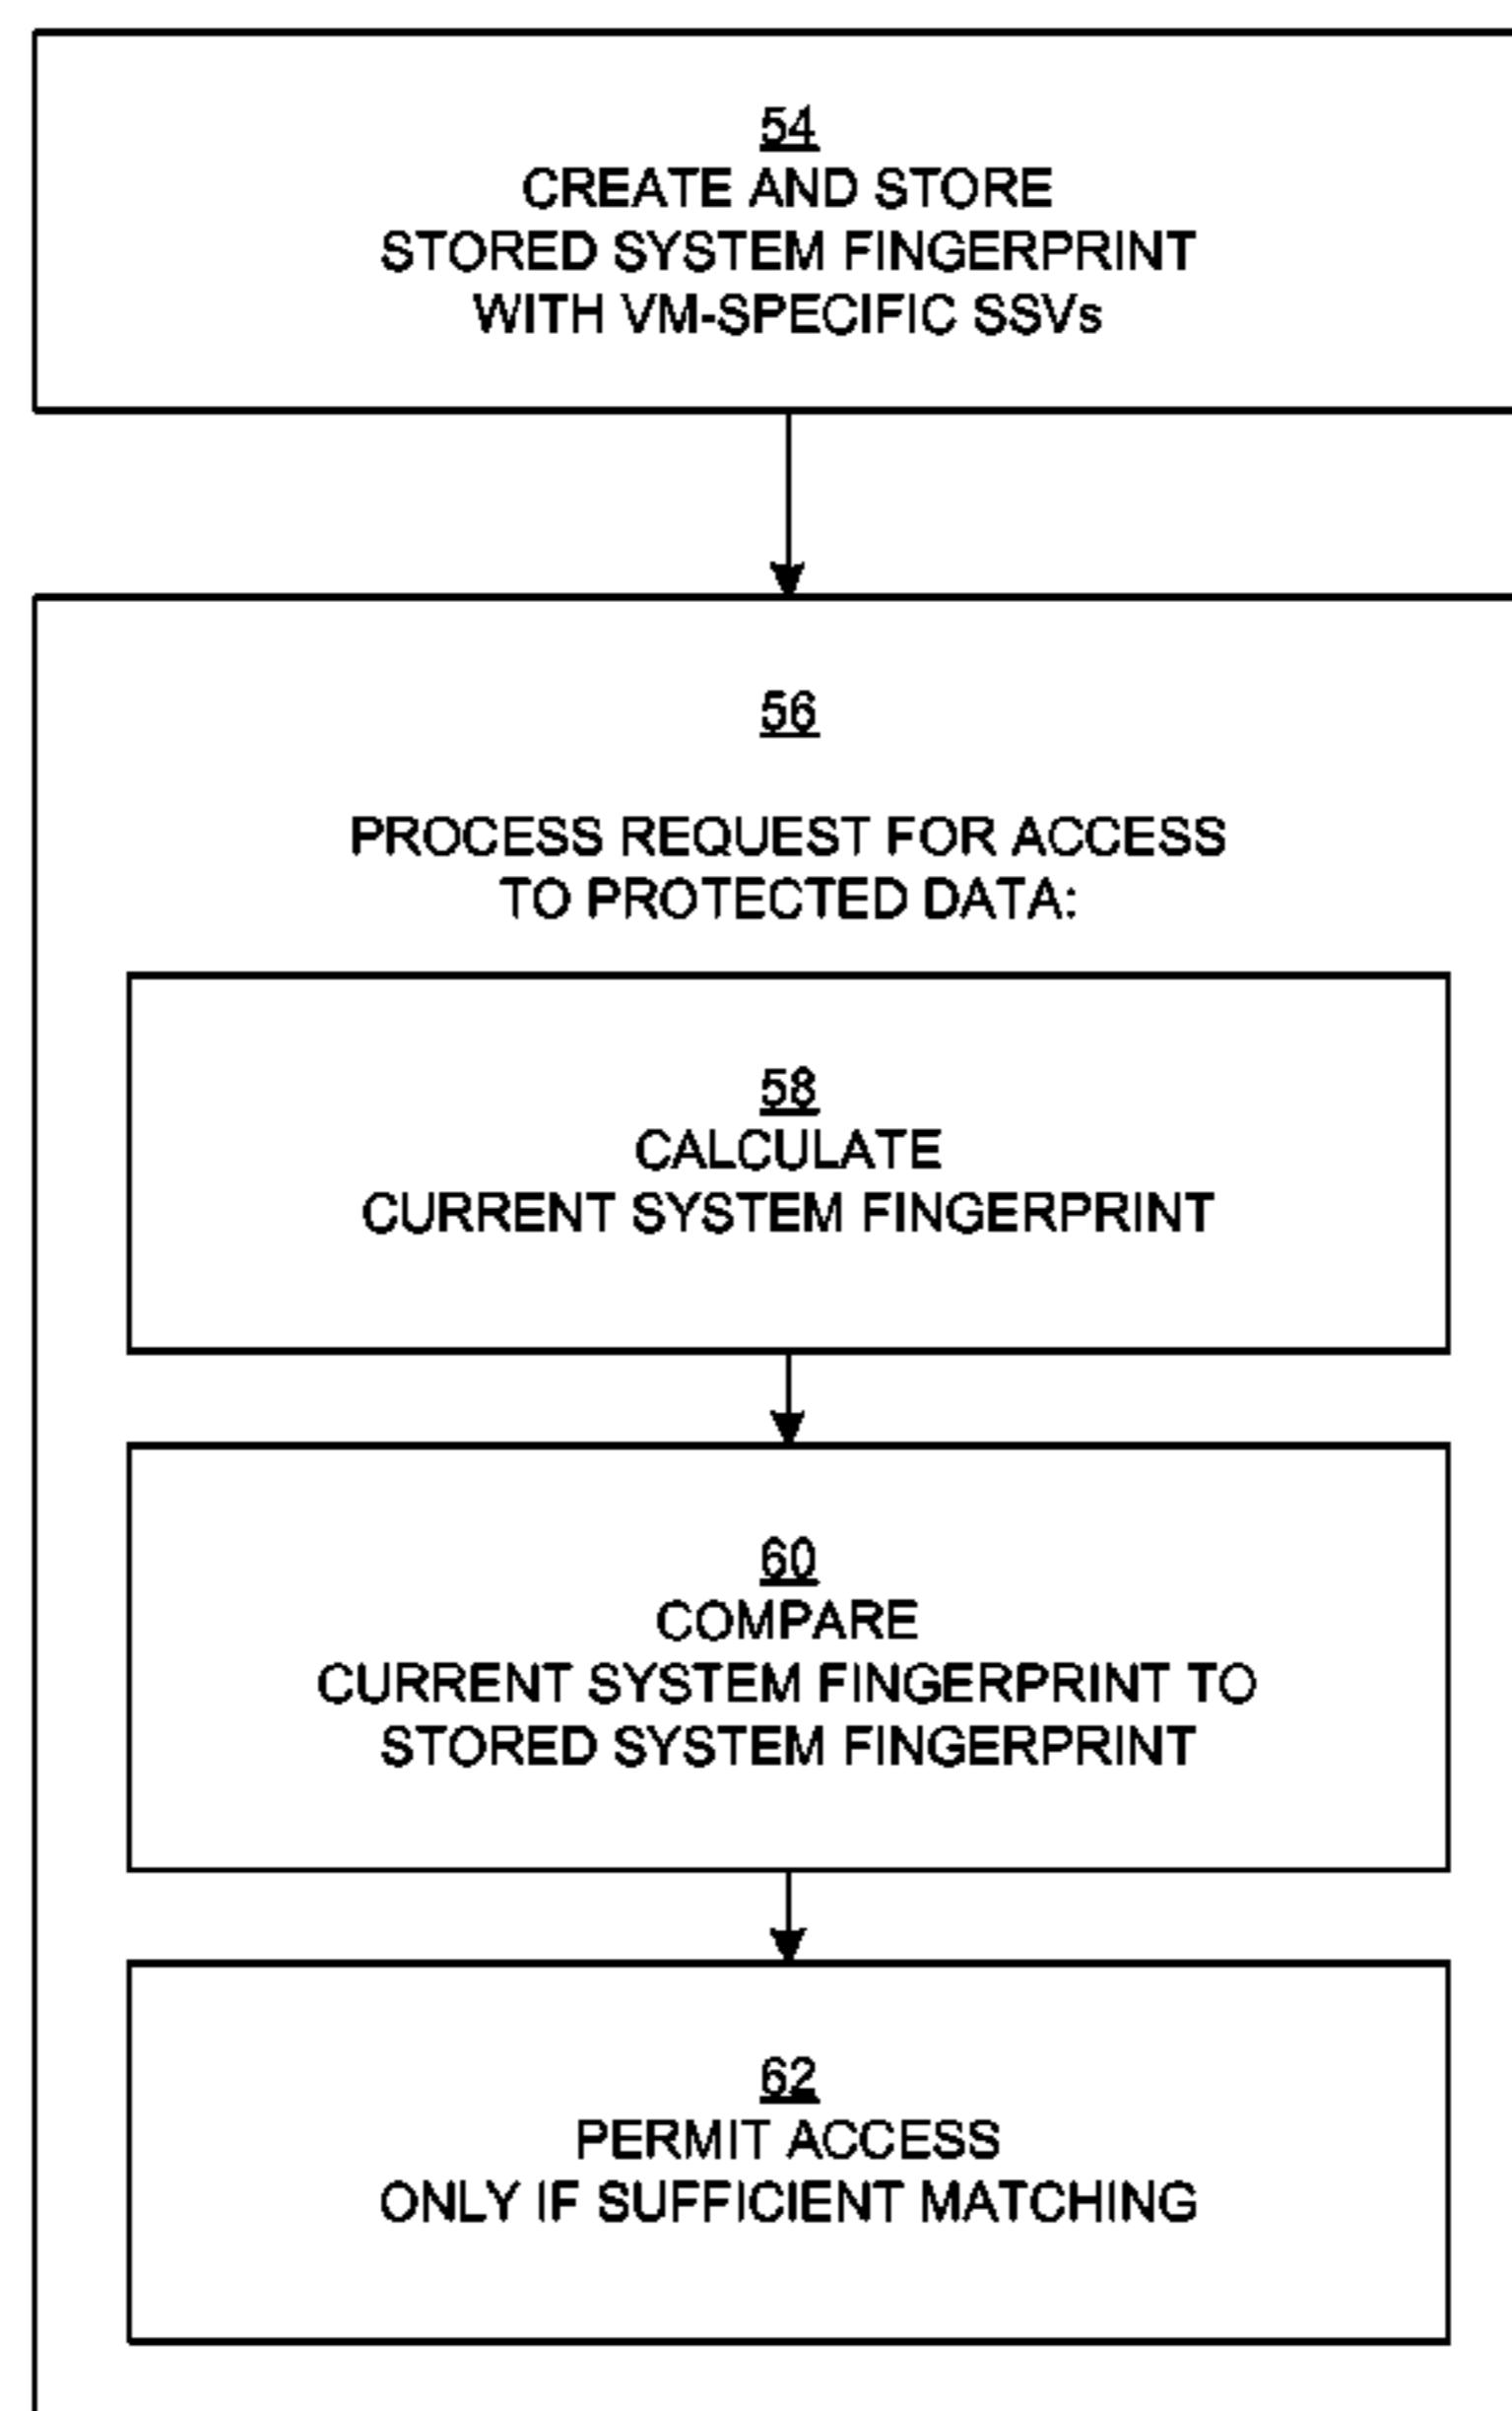 54
CREATE AND STORE
STORED SYSTEM FINGERPRINT
WITH VM-SPECIFIC SSVs
56
PROCESS REQUEST FOR ACCESS
TO PROTECTED DATA:
58
CALCULATE
CURRENT SYSTEM FINGERPRINT
60
COMPARE
CURRENT SYSTEM FINGERPRINT TO
STORED SYSTEM FINGERPRINT
62
PERMIT ACCESS
ONLY IF SUFFICIENT MATCHING